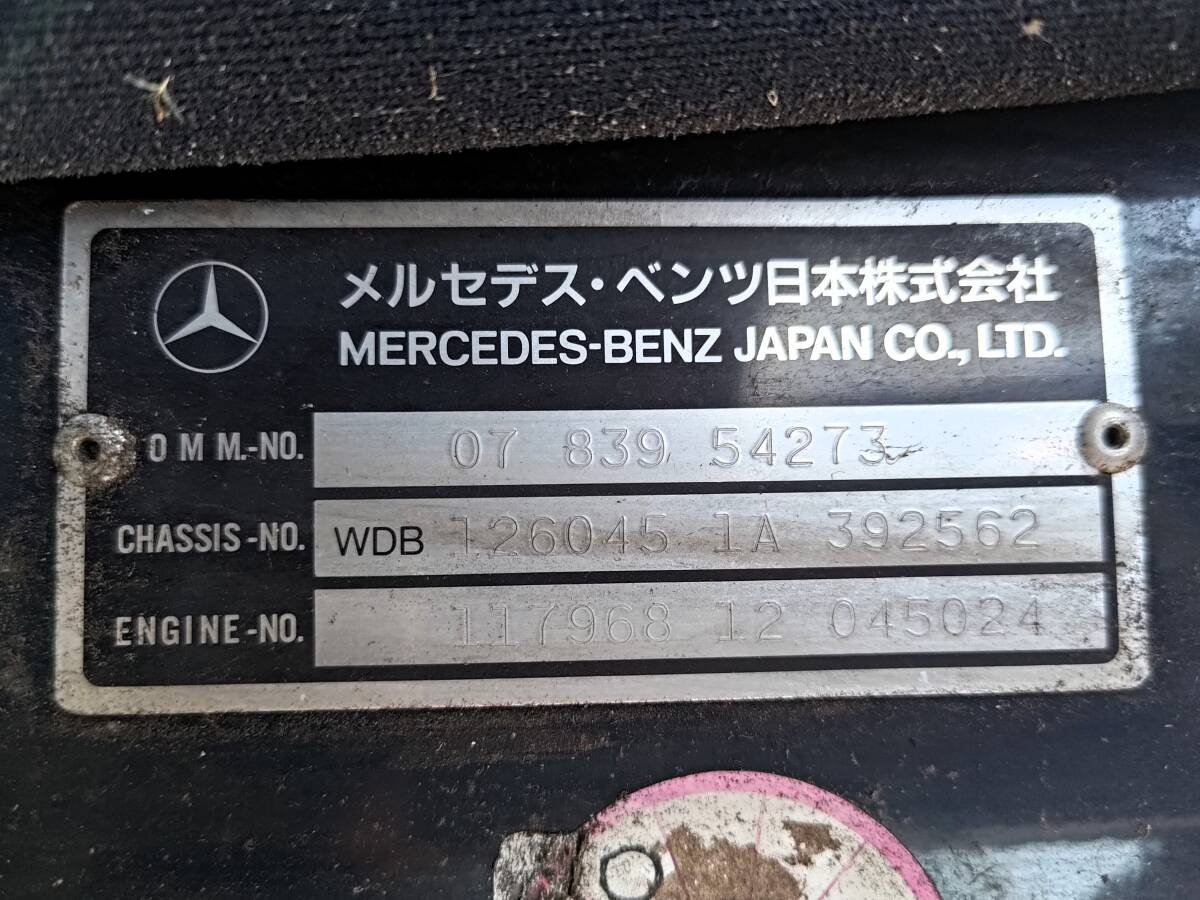 メルセデス・ベンツ日本株式会社
MERCEDES-BENZ JAPAN CO., LTD.
OMM.-NO. 07 839 54273
CHASSIS-NO. WDB 126045 1A 392562
ENGINE-NO. 117968 12 045024